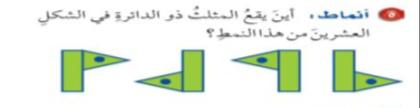 ٥ أنماط: أينَ يقعُ المثلثُ ذو الدائرةِ في الشكلِ
العشرينَ من هذا النمطِ؟